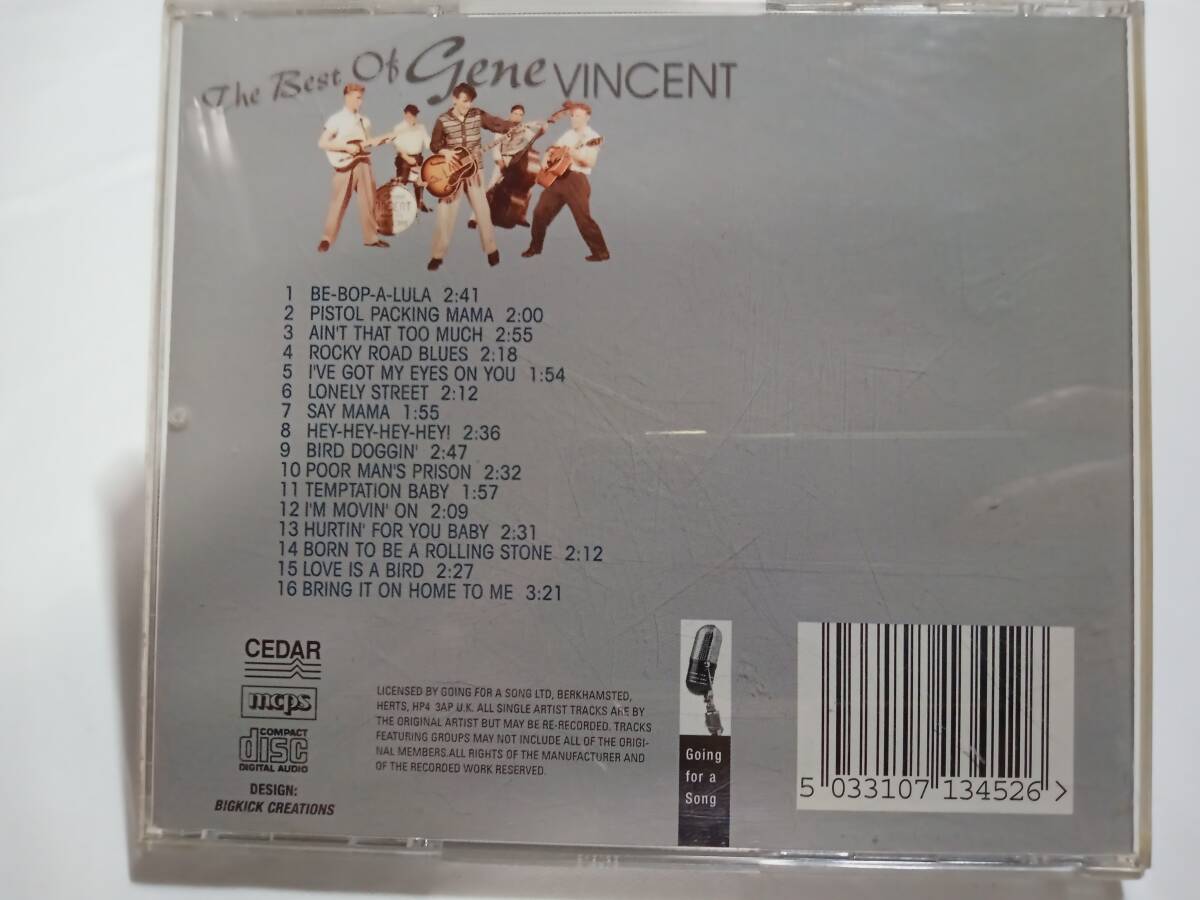 The Best Of Gene VINCENT
1 BE-BOP-A-LULA 2:41
2 PISTOL PACKING MAMA 2:00
3 AIN'T THAT TOO MUCH 2:55
4 ROCKY ROAD BLUES 2:18
5 I'VE GOT MY EYES ON YOU 1:54
6 LONELY STREET 2:12
7 SAY MAMA 1:55
8 HEY-HEY-HEY-HEY! 2:36
9 BIRD DOGGIN' 2:47
10 POOR MAN'S PRISON 2:32
11 TEMPTATION BABY 1:57
12 I'M MOVIN' ON 2:09
13 HURTIN' FOR YOU BABY 2:31
14 BORN TO BE A ROLLING STONE 2:12
15 LOVE IS A BIRD 2:27
16 BRING IT ON HOME TO ME 3:21
CEDAR
mcps
COMPACT
disc
DIGITAL AUDIO
DESIGN:
BIGKICK CREATIONS
LICENSED BY GOING FOR A SONG LTD, BERKHAMSTED,
HERTS, HP4 3AP U.K. ALL SINGLE ARTIST TRACKS ARE BY
THE ORIGINAL ARTIST BUT MAY BE RE-RECORDED. TRACKS
FEATURING GROUPS MAY NOT INCLUDE ALL OF THE ORIGI-
NAL MEMBERS.ALL RIGHTS OF THE MANUFACTURER AND
OF THE RECORDED WORK RESERVED.
Going
for a
Song
5 033107 134526 >